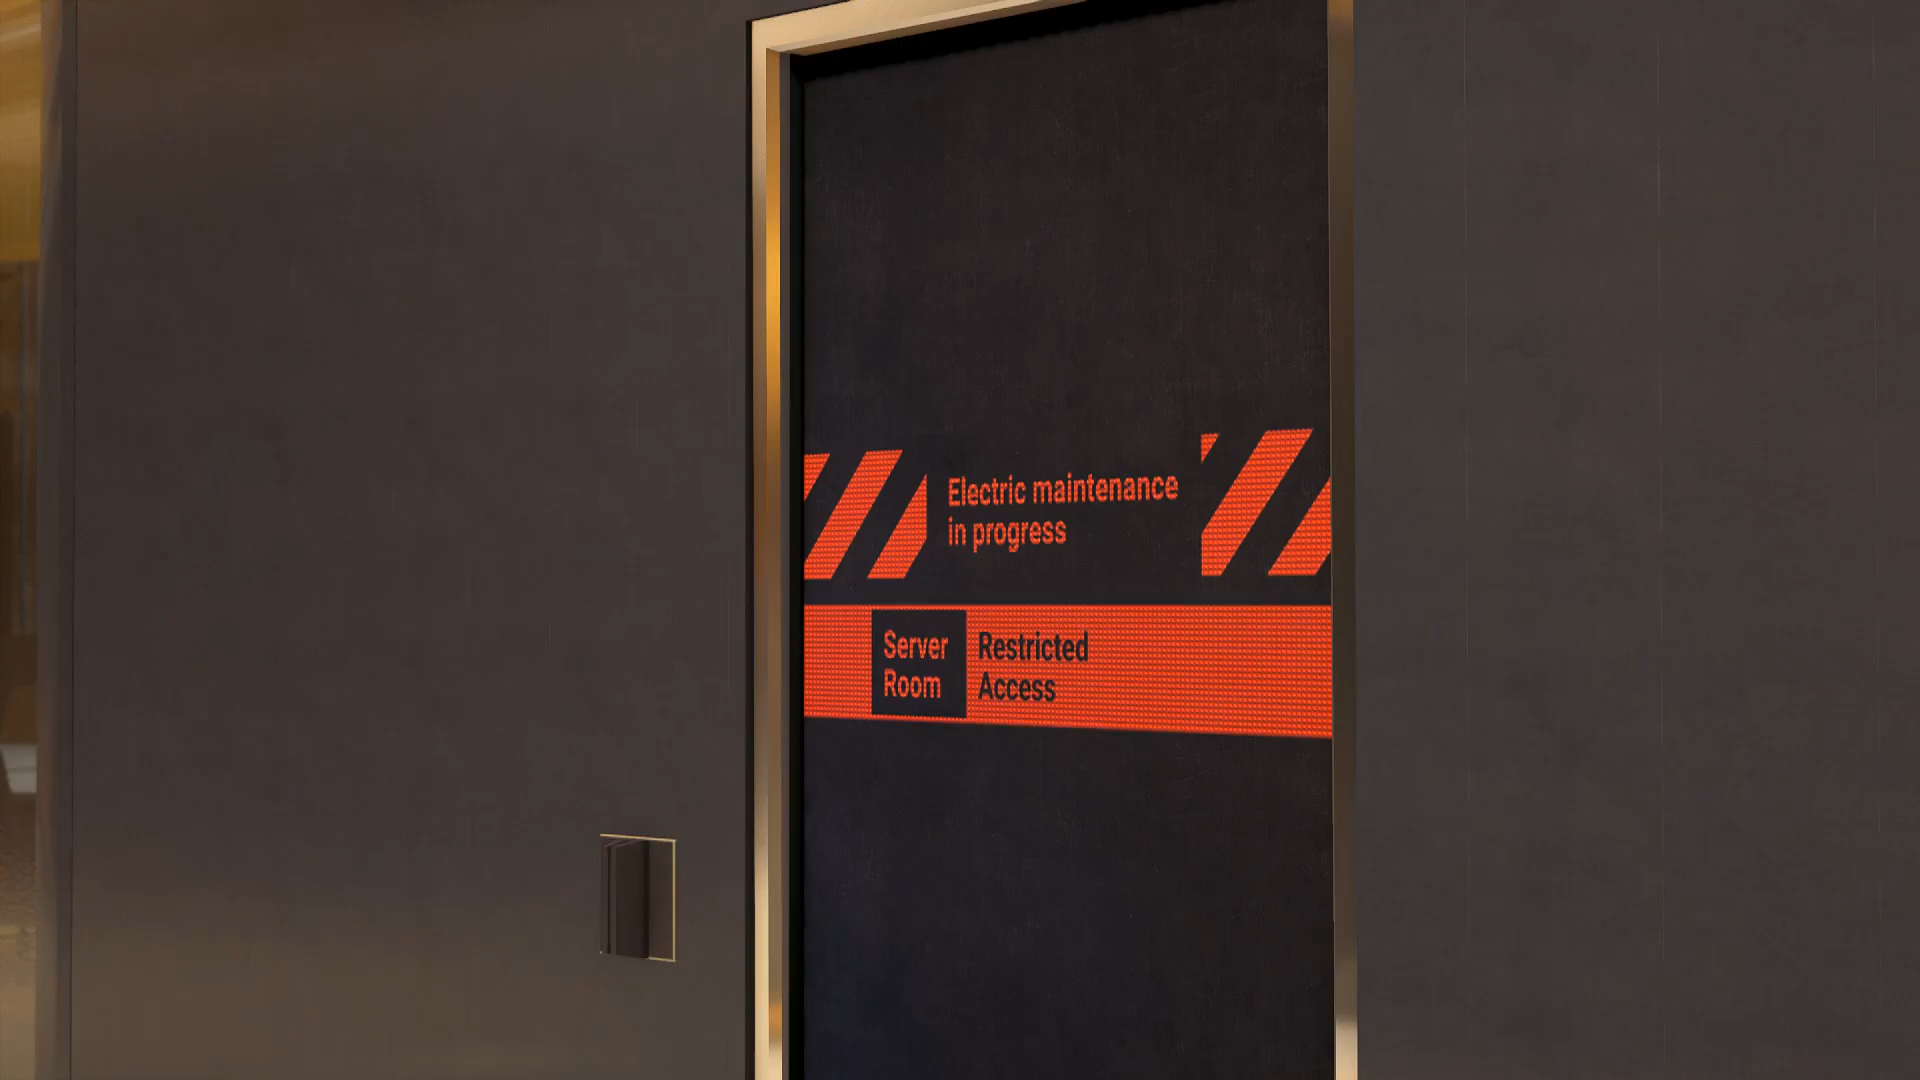 Electric maintenance
in progress
Server
Room
Restricted
Access